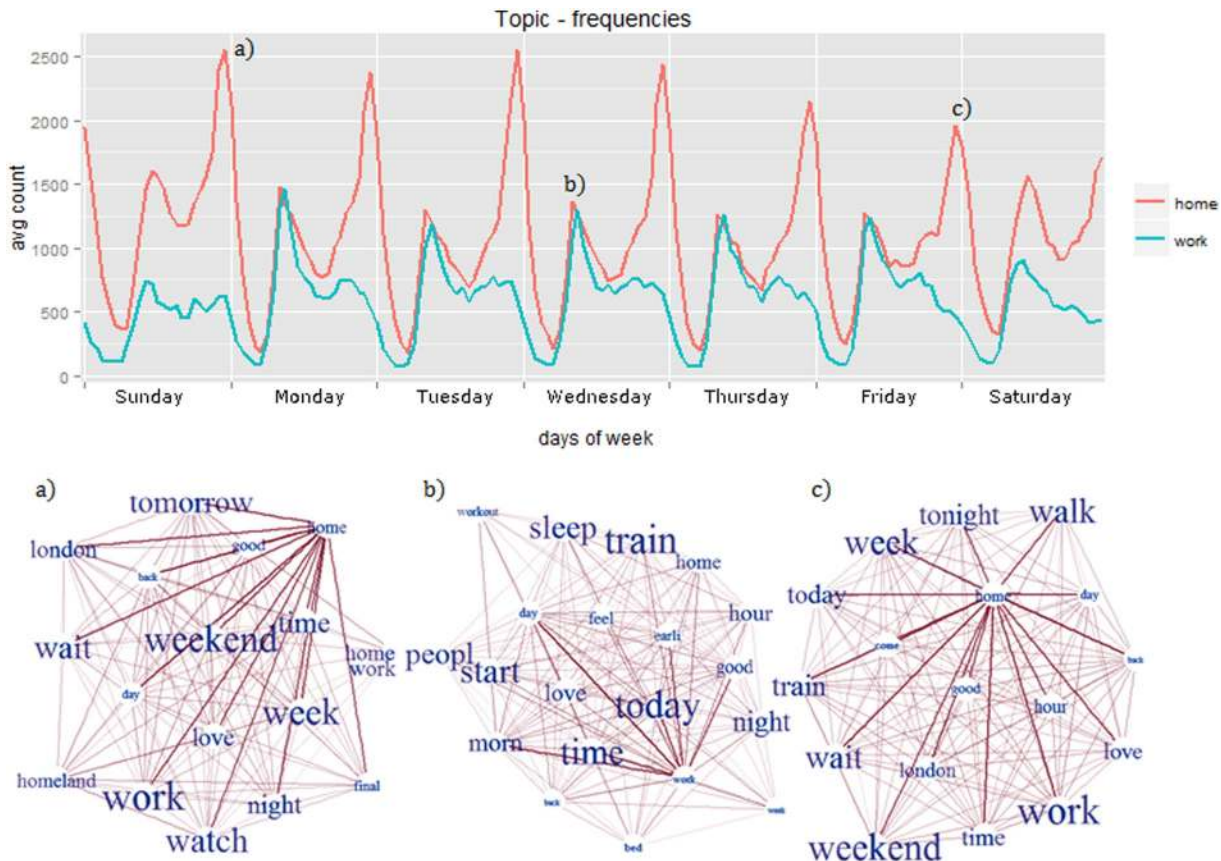 Topic - frequencies
avg count
2500
2000
1500
1000
500
0
a)
b)
c)
home
work
Sunday Monday Tuesday Wednesday Thursday Friday Saturday
days of week
a)
tomorrow
home
london
good
back
time
weekend
wait
home
work
day
week
love
homeland
final
work
night
watch
b)
workout
sleep
train
home
day
feel
hour
earli
peopl
good
start
love
today
night
morn
time
work
back
week
bed
c)
tonight
walk
week
today
home
day
come
back
train
good
hour
wait
london
love
work
weekend
time